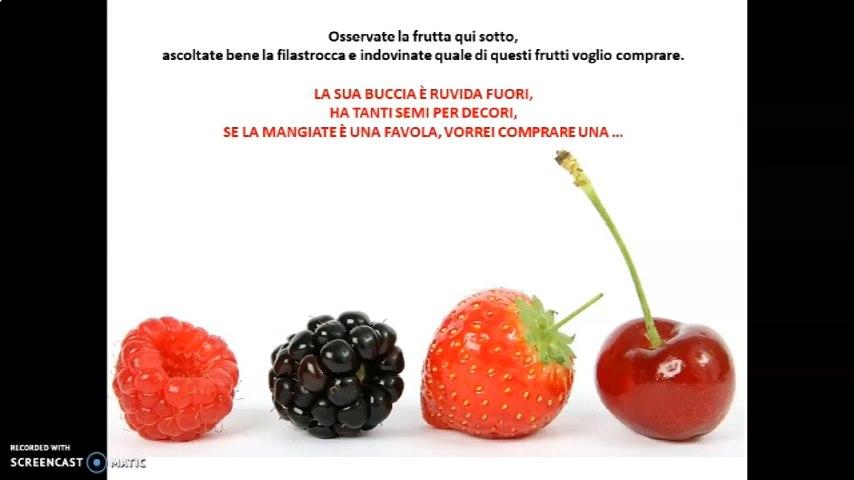 Osservate la frutta qui sotto,
ascoltate bene la filastrocca e indovinate quale di questi frutti voglio comprare.
LA SUA BUCCIA È RUVIDA FUORI,
HA TANTI SEMI PER DECORI,
SE LA MANGIATE È UNA FAVOLA, VORREI COMPRARE UNA ...
RECORDED WITH
SCREENCAST MATIC